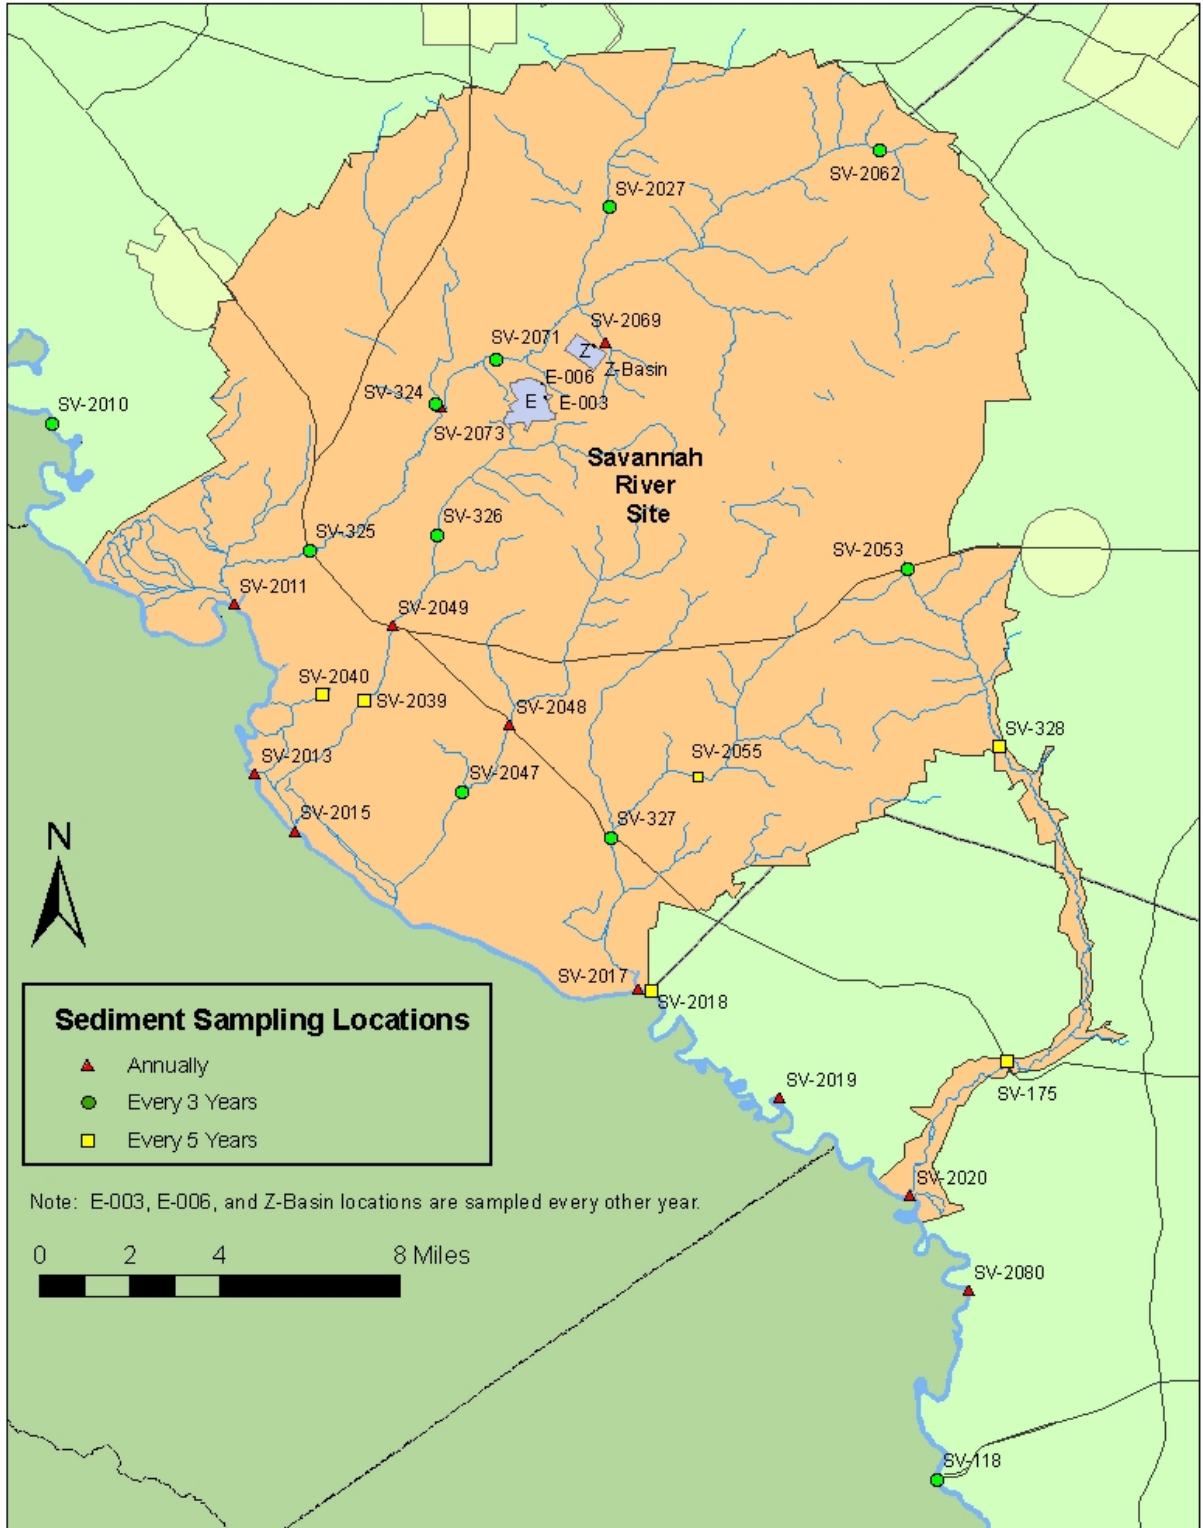 SV-2062
SV-2027
SV-2069
SV-2071
Z
Z-Basin
E-006
SV-324
E
E-003
SV-2010
SV-2073
Savannah
River
Site
SV-326
SV-325
SV-2053
SV-2011
SV-2049
SV-2040
SV-2039
SV-2048
SV-328
SV-2055
SV-2013
SV-2047
SV-2015
SV-327
N
SV-2017
SV-2018
Sediment Sampling Locations
Annually
Every 3 Years
Every 5 Years
SV-2019
SV-175
SV-2020
Note: E-003, E-006, and Z-Basin locations are sampled every other year.
0 2 4 8 Miles
SV-2080
SV-118